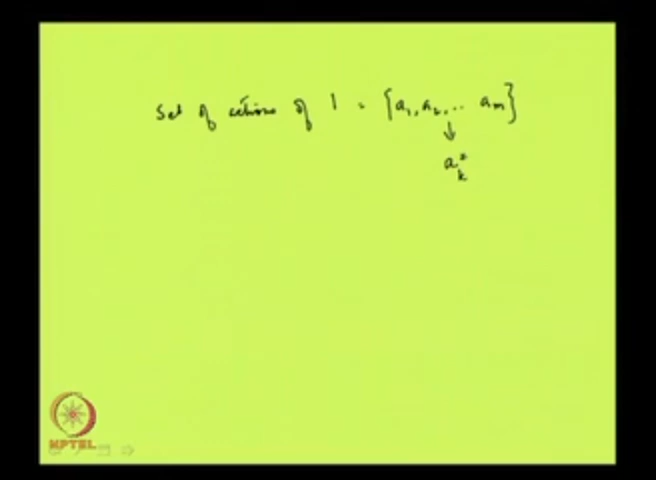 Set of actions of 1 = {a₁, a₂, .. aₘ}
↓
a*ₖ
NPTEL